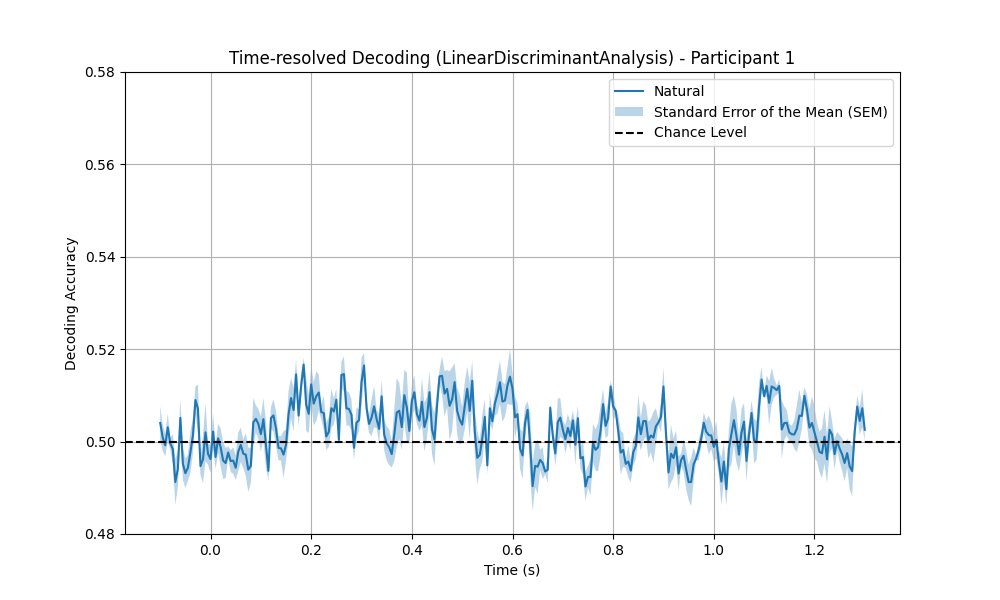 Time-resolved Decoding (LinearDiscriminantAnalysis) - Participant 1
Natural
Standard Error of the Mean (SEM)
Chance Level
Decoding Accuracy
0.58
0.56
0.54
0.52
0.50
0.48
0.0 0.2 0.4 0.6 0.8 1.0 1.2
Time (s)